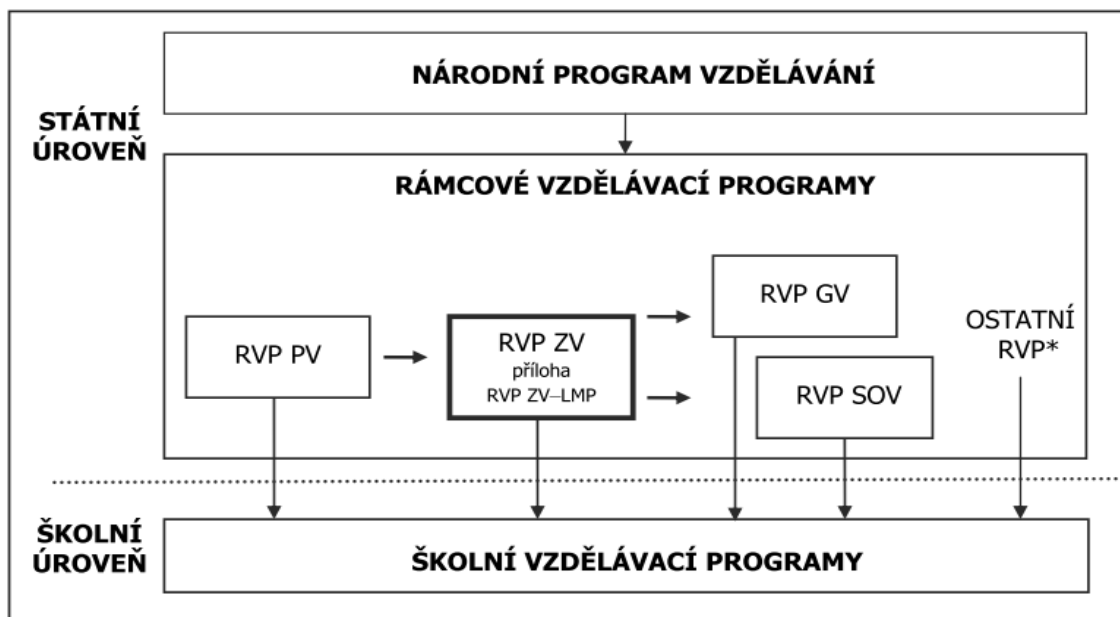 NÁRODNÍ PROGRAM VZDĚLÁVÁNÍ
STÁTNÍ
ÚROVEŇ
RÁMCOVÉ VZDĚLÁVACÍ PROGRAMY
RVP PV
RVP ZV
příloha
RVP ZV–LMP
RVP GV
RVP SOV
OSTATNÍ
RVP*
ŠKOLNÍ
ÚROVEŇ
ŠKOLNÍ VZDĚLÁVACÍ PROGRAMY